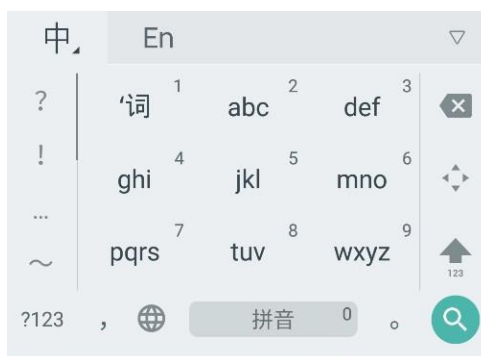 中 En
? '词 1 abc 2 def 3
! ghi 4 jkl 5 mno 6
…
~ pqrs 7 tuv 8 wxyz 9
123
?123 ， 拼音 0 。